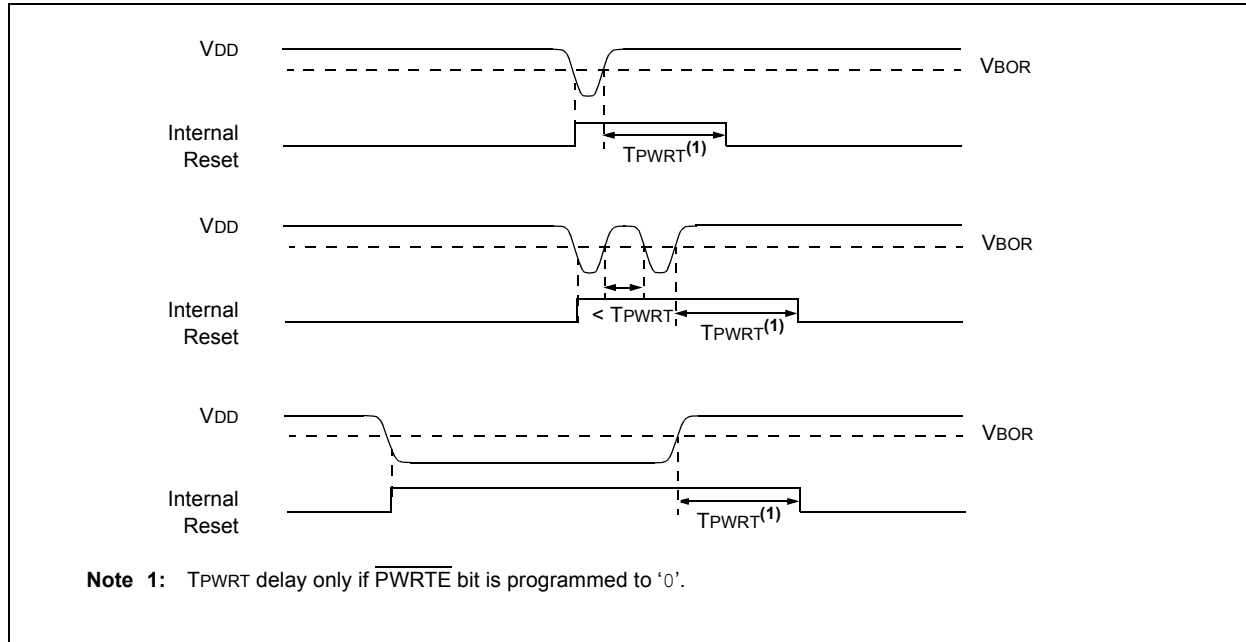 VDD
VBOR
Internal
Reset
TPWRT(1)
VDD
VBOR
Internal
Reset
< TPWRT
TPWRT(1)
VDD
VBOR
Internal
Reset
TPWRT(1)
Note 1: TPWRT delay only if PWRTE bit is programmed to ‘0’.